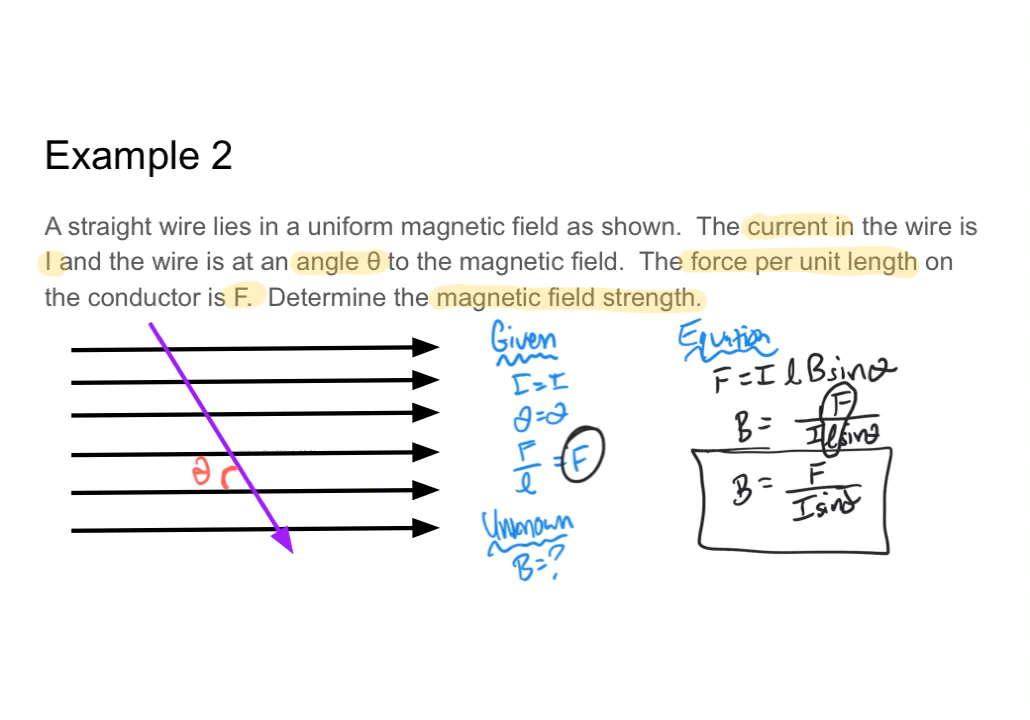 Example 2
A straight wire lies in a uniform magnetic field as shown.  The current in the wire is
I and the wire is at an angle θ to the magnetic field.  The force per unit length on
the conductor is F.  Determine the magnetic field strength.
Given
I=I
θ=θ
F/l = F
Unknown
B=?
Equation
F=IlBsinθ
B= F/Ilsinθ
B= F/Isinθ
θ